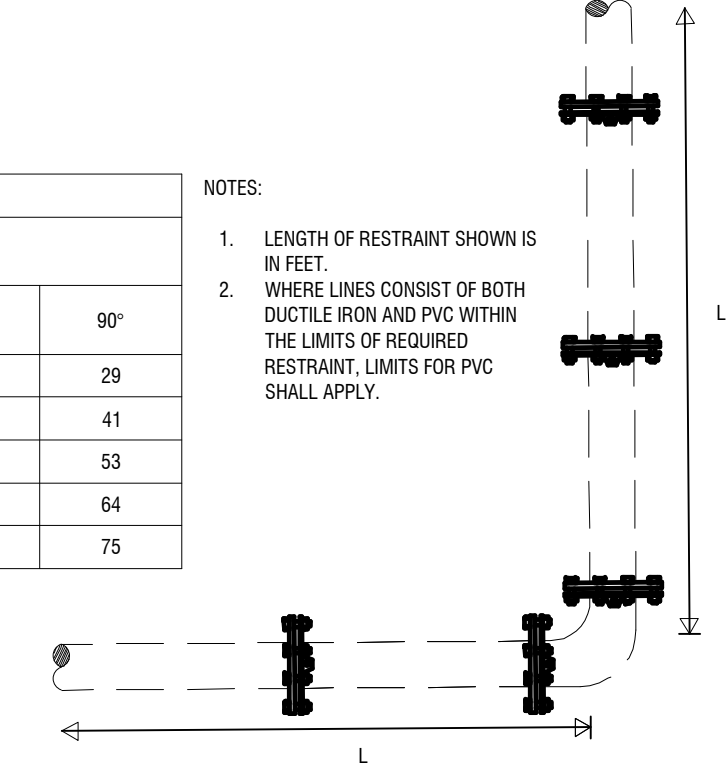 90°
29
41
53
64
75
NOTES:
1. LENGTH OF RESTRAINT SHOWN IS
IN FEET.
2. WHERE LINES CONSIST OF BOTH
DUCTILE IRON AND PVC WITHIN
THE LIMITS OF REQUIRED
RESTRAINT, LIMITS FOR PVC
SHALL APPLY.
L
L